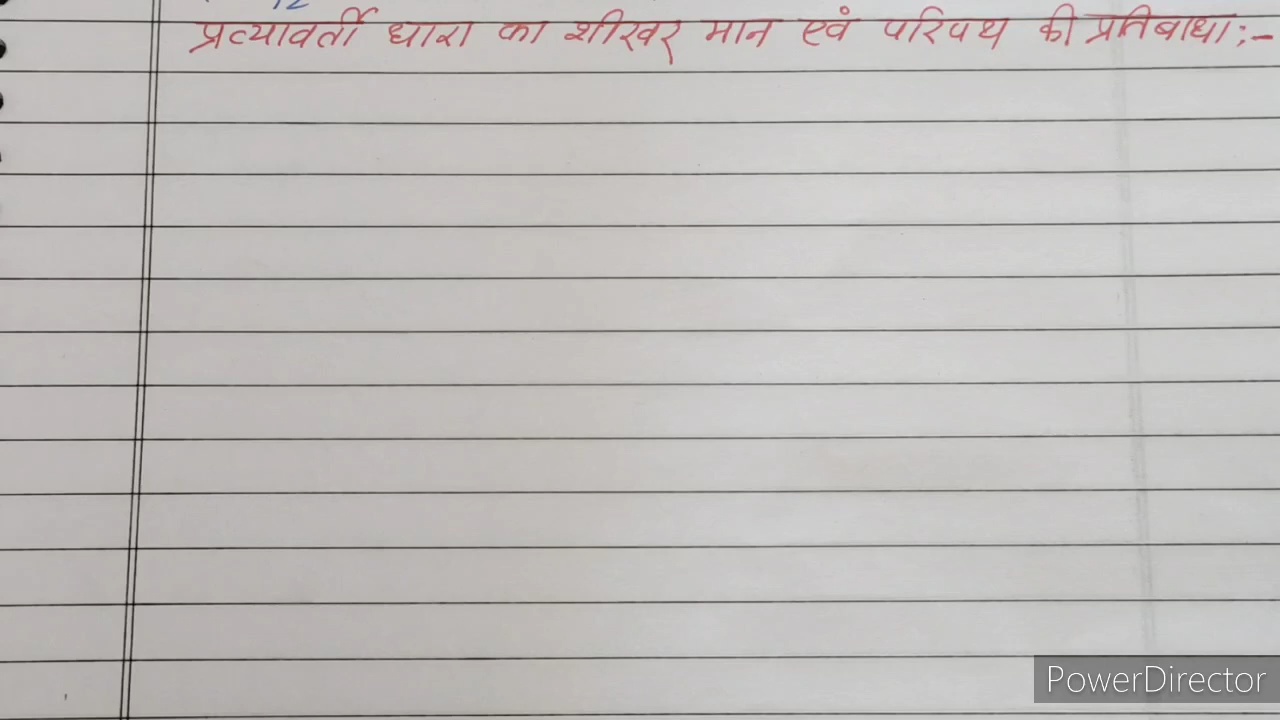 प्रत्यावर्ती धारा का शीखर मान एवं परिपथ की प्रतिबाधा :-
PowerDirector